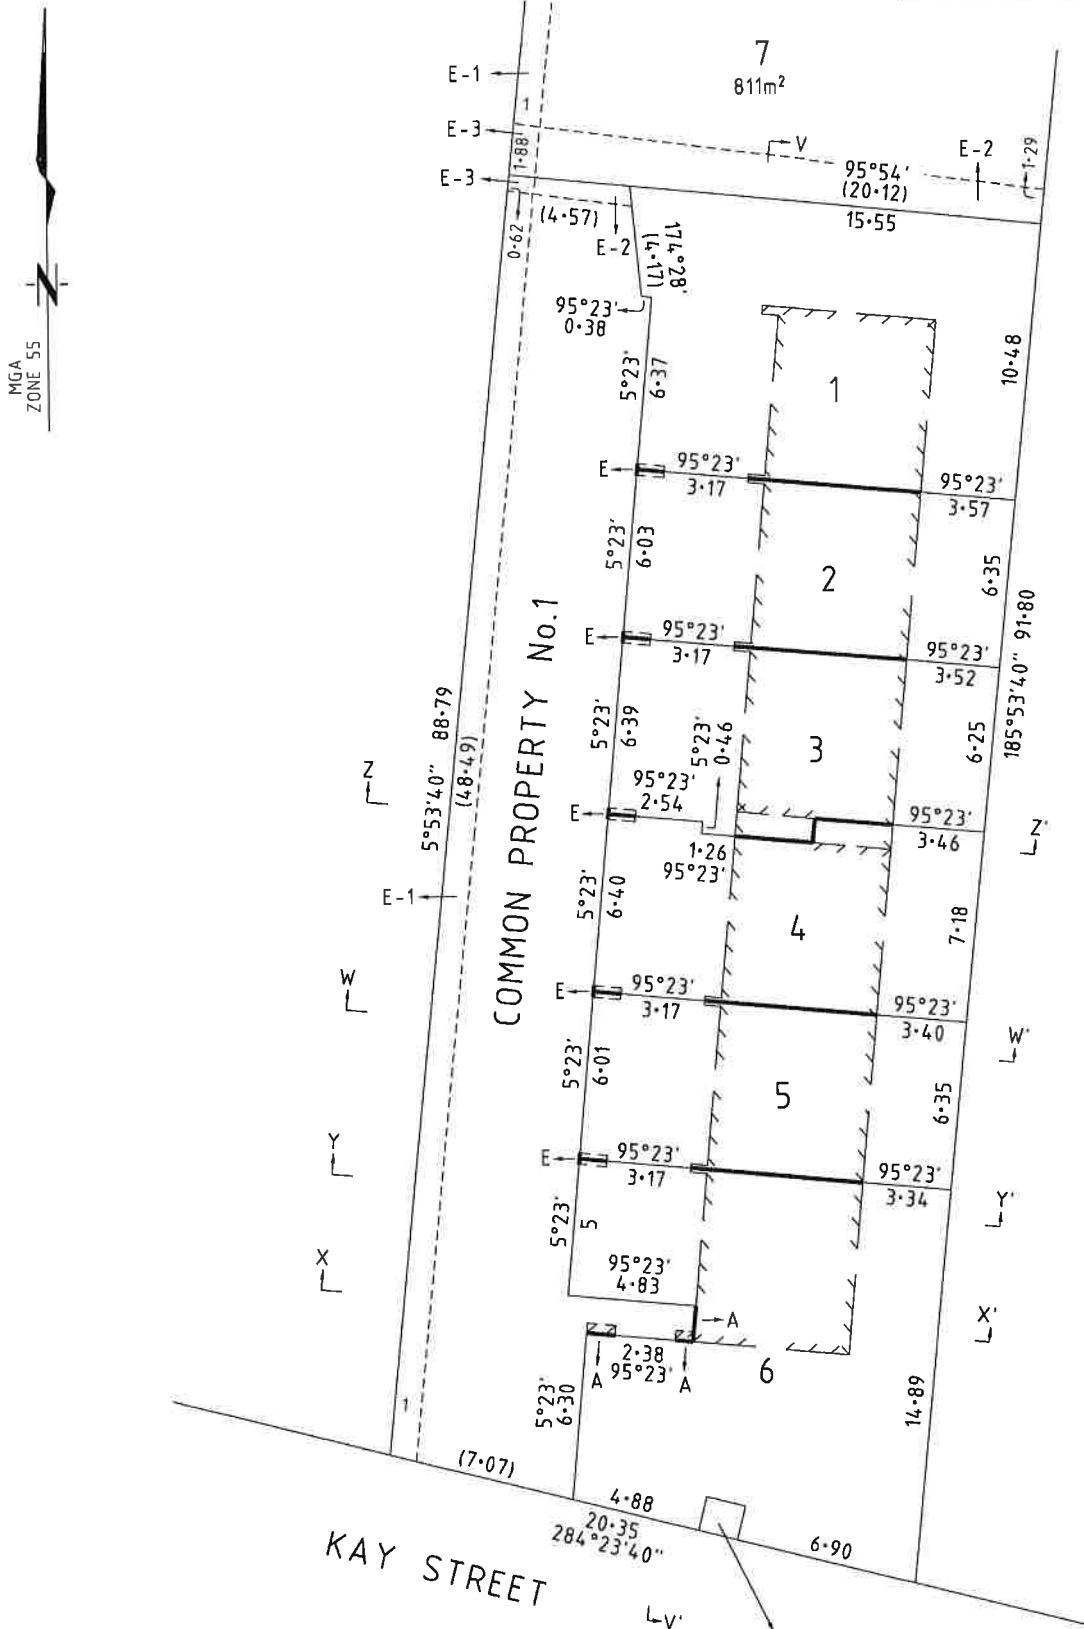 7
811m²
E-1
1
E-3
1·88
V
E-2
1·29
95°54'
(20·12)
15·55
E-3
(4·57)
0·62
E-2
174°28'
(4·17)
95°23'
0·38
MGA
ZONE 55
5°23'
6·37
1
10·48
E
95°23'
3·17
95°23'
3·57
5°23'
6·03
2
6·35
E
95°23'
3·17
95°23'
3·52
185°53'40" 91·80
COMMON PROPERTY No.1
5°53'40" 88·79
(48·49)
5°23'
6·39
5°23'
0·46
3
6·25
Z
95°23'
2·54
E
95°23'
3·46
Z'
1·26
95°23'
5°23'
6·40
E-1
4
7·18
W
E
95°23'
3·17
95°23'
3·40
W'
5°23'
6·01
5
6·35
Y
E
95°23'
3·17
95°23'
3·34
Y'
5°23'
5
X
95°23'
4·83
A
X'
2·38
95°23'
A
A
6
5°23'
6·30
14·89
1
(7·07)
4·88
20·35
284°23'40"
6·90
KAY STREET
V'